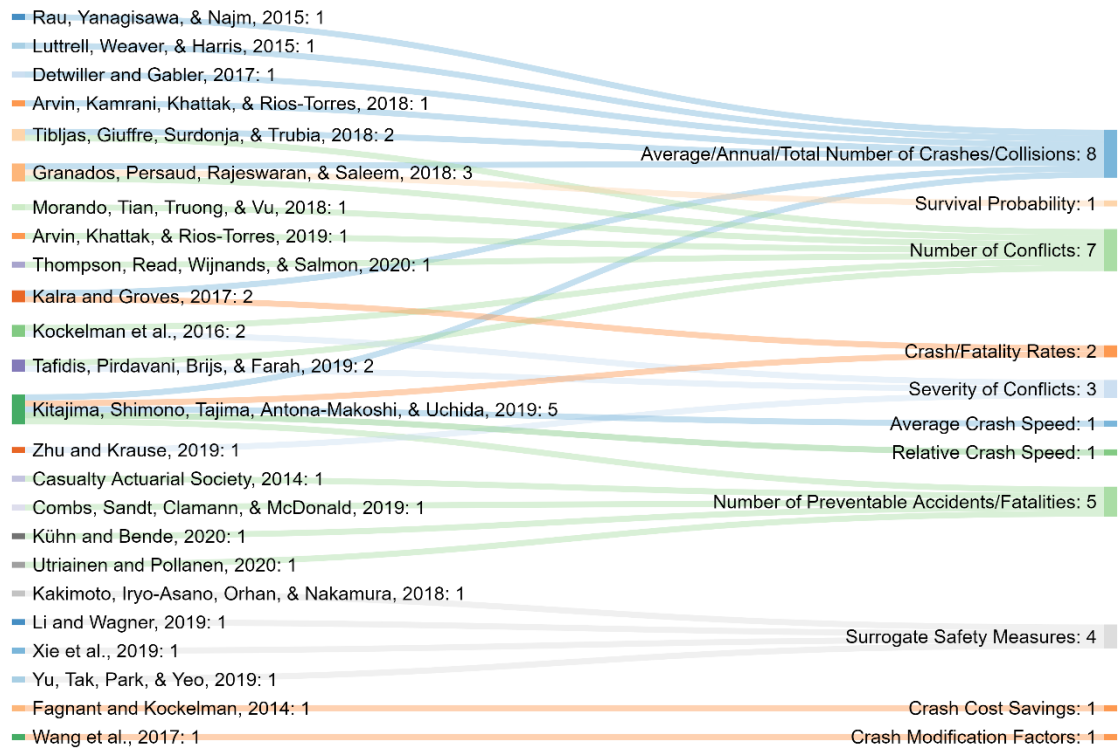 Rau, Yanagisawa, & Najm, 2015: 1
Luttrell, Weaver, & Harris, 2015: 1
Detwiller and Gabler, 2017: 1
Arvin, Kamrani, Khattak, & Rios-Torres, 2018: 1
Tibljas, Giuffre, Surdonja, & Trubia, 2018: 2
Granados, Persaud, Rajeswaran, & Saleem, 2018: 3
Morando, Tian, Truong, & Vu, 2018: 1
Arvin, Khattak, & Rios-Torres, 2019: 1
Thompson, Read, Wijnands, & Salmon, 2020: 1
Kalra and Groves, 2017: 2
Kockelman et al., 2016: 2
Tafidis, Pirdavani, Brijs, & Farah, 2019: 2
Kitajima, Shimono, Tajima, Antona-Makoshi, & Uchida, 2019: 5
Zhu and Krause, 2019: 1
Casualty Actuarial Society, 2014: 1
Combs, Sandt, Clamann, & McDonald, 2019: 1
Kühn and Bende, 2020: 1
Utriainen and Pollanen, 2020: 1
Kakimoto, Iryo-Asano, Orhan, & Nakamura, 2018: 1
Li and Wagner, 2019: 1
Xie et al., 2019: 1
Yu, Tak, Park, & Yeo, 2019: 1
Fagnant and Kockelman, 2014: 1
Wang et al., 2017: 1
Average/Annual/Total Number of Crashes/Collisions: 8
Survival Probability: 1
Number of Conflicts: 7
Crash/Fatality Rates: 2
Severity of Conflicts: 3
Average Crash Speed: 1
Relative Crash Speed: 1
Number of Preventable Accidents/Fatalities: 5
Surrogate Safety Measures: 4
Crash Cost Savings: 1
Crash Modification Factors: 1